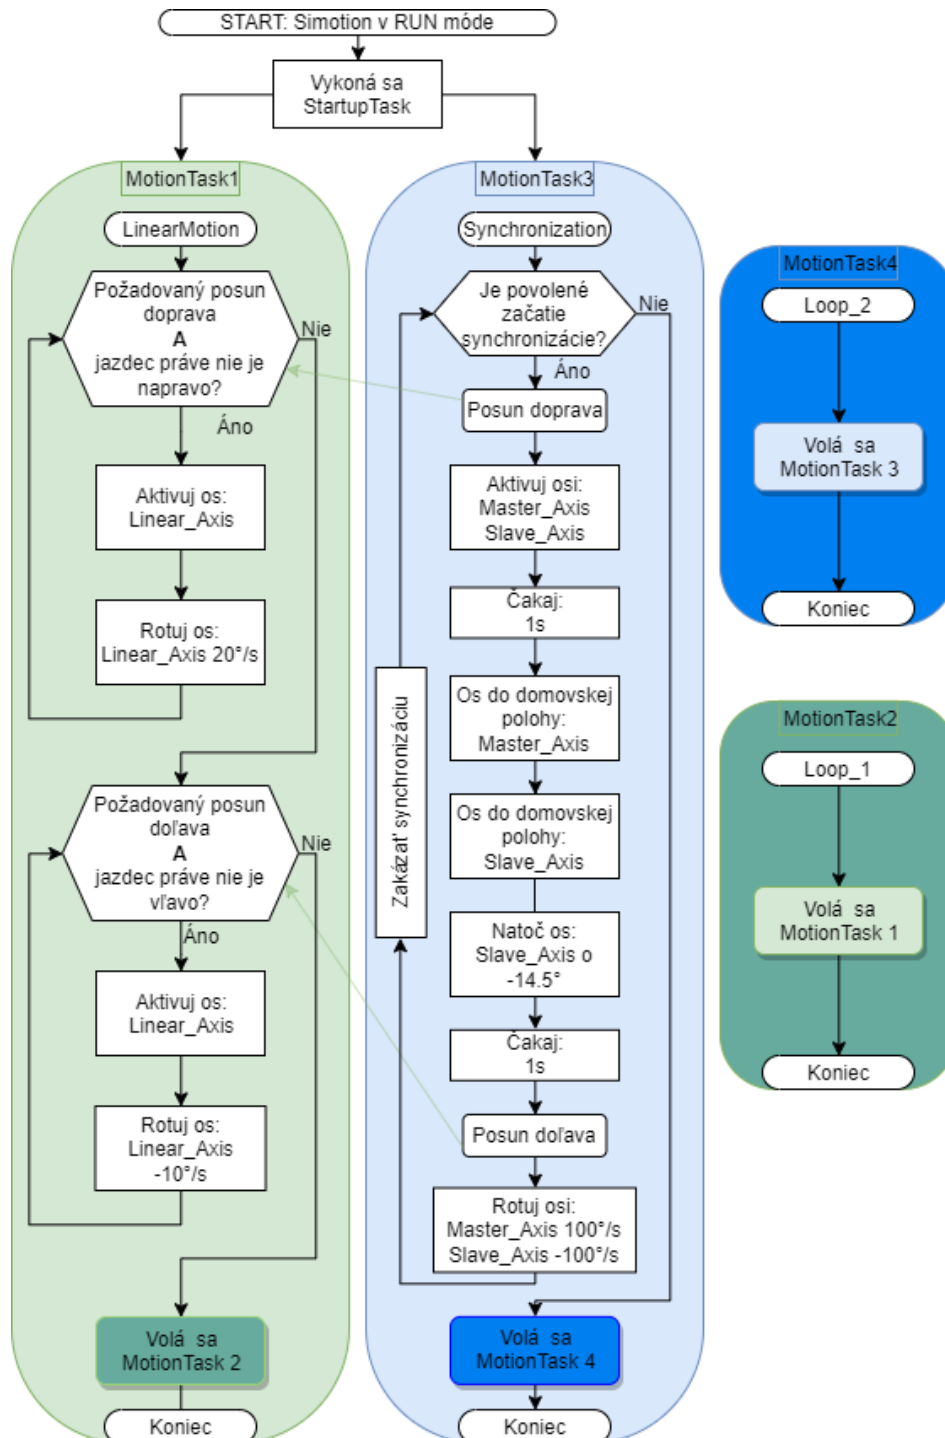 START: Simotion v RUN móde
Vykoná sa
StartupTask
MotionTask1
LinearMotion
Požadovaný posun
doprava
A
jazdec práve nie je
napravo?
Nie
Áno
Aktivuj os:
Linear_Axis
Rotuj os:
Linear_Axis 20°/s
Požadovaný posun
doľava
A
jazdec práve nie je
vľavo?
Nie
Áno
Aktivuj os:
Linear_Axis
Rotuj os:
Linear_Axis
-10°/s
Volá sa
MotionTask 2
Koniec
MotionTask3
Synchronization
Je povolené
začatie
synchronizácie?
Nie
Áno
Posun doprava
Aktivuj osi:
Master_Axis
Slave_Axis
Čakaj:
1s
Os do domovskej
polohy:
Master_Axis
Os do domovskej
polohy:
Slave_Axis
Natoč os:
Slave_Axis o
-14.5°
Čakaj:
1s
Posun doľava
Rotuj osi:
Master_Axis 100°/s
Slave_Axis -100°/s
Zakázať synchronizáciu
Volá sa
MotionTask 4
Koniec
MotionTask4
Loop_2
Volá sa
MotionTask 3
Koniec
MotionTask2
Loop_1
Volá sa
MotionTask 1
Koniec